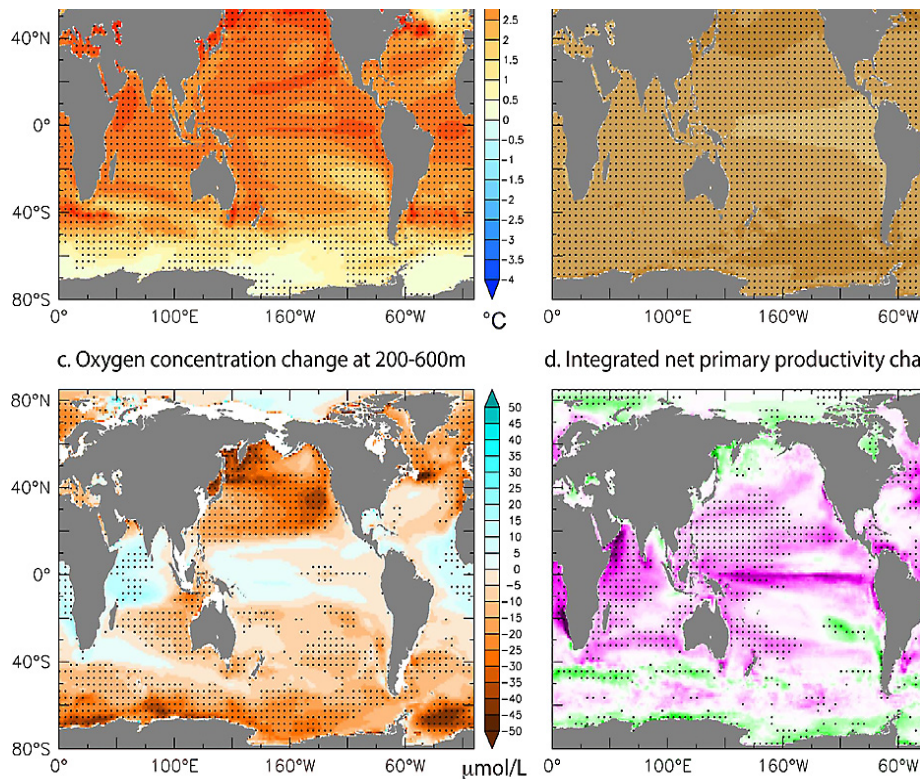 40°N
0°
40°S
80°S
0° 100°E 160°W 60°W
2.5
2
1.5
1
0.5
0
-0.5
-1
-1.5
-2
-2.5
-3
-3.5
-4
°C
0° 100°E 160°W 60°W
c. Oxygen concentration change at 200-600m
80°N
40°N
0°
40°S
80°S
0° 100°E 160°W 60°W
50
45
40
35
30
25
20
15
10
5
0
-5
-10
-15
-20
-25
-30
-35
-40
-45
-50
µmol/L
d. Integrated net primary productivity cha
0° 100°E 160°W 60°W